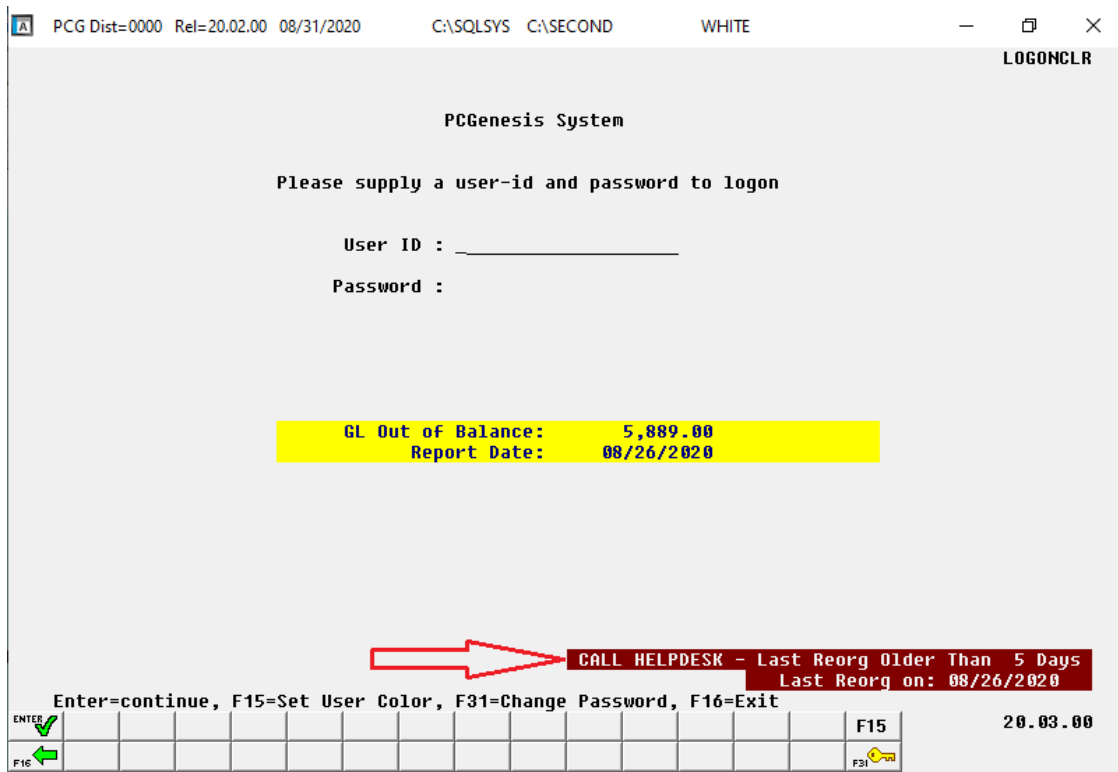 PCG Dist=0000 Rel=20.02.00 08/31/2020 C:\SQLSYS C:\SECOND WHITE
LOGONCLR
PCGenesis System
Please supply a user-id and password to logon
User ID : _
Password :
GL Out of Balance: 5,889.00
Report Date: 08/26/2020
CALL HELPDESK - Last Reorg Older Than 5 Days
Last Reorg on: 08/26/2020
Enter=continue, F15=Set User Color, F31=Change Password, F16=Exit
ENTER F15 20.03.00
F16 F31